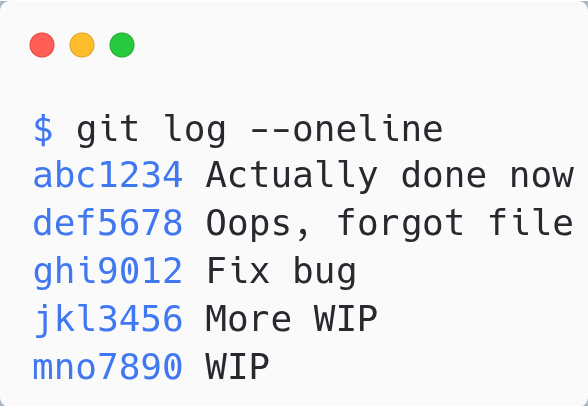 $ git log --oneline
abc1234 Actually done now
def5678 Oops, forgot file
ghi9012 Fix bug
jkl3456 More WIP
mno7890 WIP